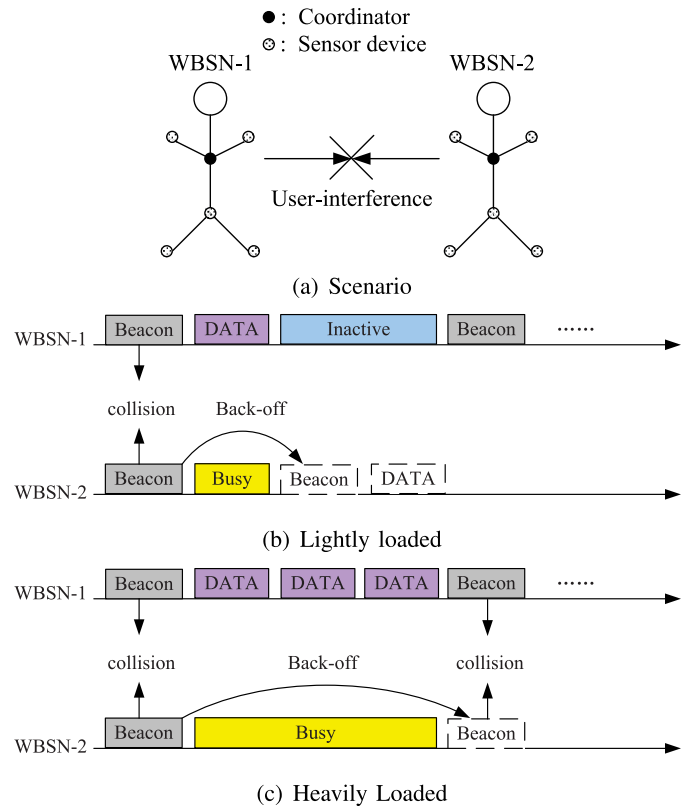 : Coordinator
: Sensor device
WBSN-1 WBSN-2
User-interference
(a) Scenario
WBSN-1 Beacon DATA Inactive Beacon ......
collision Back-off
WBSN-2 Beacon Busy Beacon DATA
(b) Lightly loaded
WBSN-1 Beacon DATA DATA DATA Beacon ......
collision Back-off collision
WBSN-2 Beacon Busy Beacon
(c) Heavily Loaded